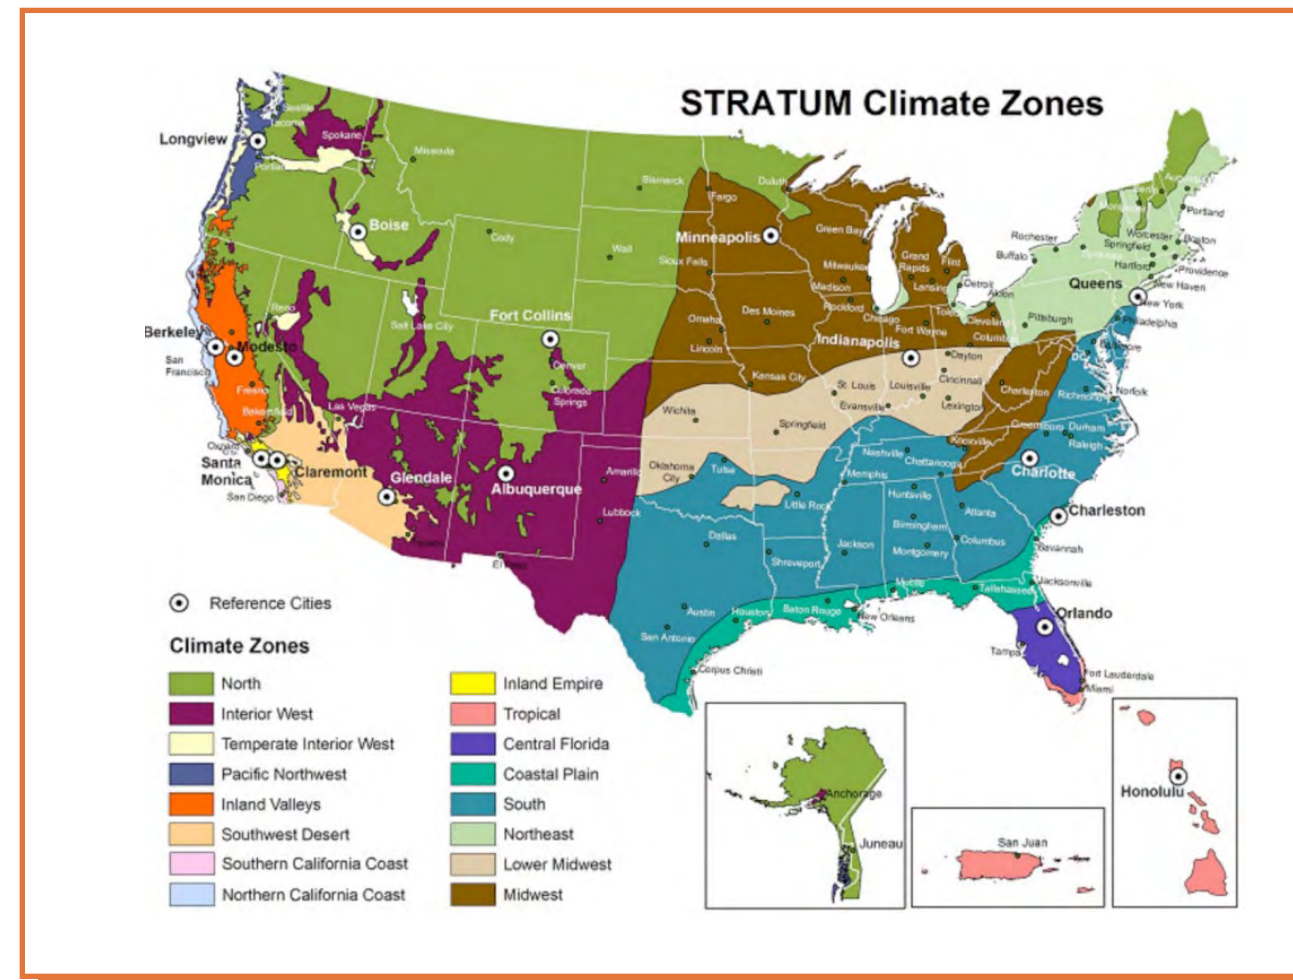 STRATUM Climate Zones
Longview
Seattle
Tacoma
Spokane
Portland
Missoula
Bismarck
Fargo
Duluth
Boise
Cody
Wall
Minneapolis
Sioux Falls
Green Bay
Milwaukee
Madison
Rockford
Chicago
Grand
Rapids
Flint
Lansing
Detroit
Toledo
Akron
Cleveland
Fort Wayne
Columbus
Rochester
Buffalo
Syracuse
Worcester
Springfield
Hartford
Boston
Providence
Portland
New Haven
Queens
New York
Pittsburgh
Philadelphia
Baltimore
DC
Reno
Salt Lake City
Fort Collins
Denver
Colorado
Springs
Omaha
Lincoln
Des Moines
Indianapolis
Dayton
Cincinnati
Kansas City
St. Louis
Louisville
Evansville
Lexington
Charleston
Richmond
Norfolk
Berkeley
San
Francisco
Modesto
Fresno
Bakersfield
Las Vegas
Wichita
Springfield
Knoxville
Greensboro
Durham
Raleigh
Oxnard
Santa
Monica
Claremont
San Diego
Glendale
Albuquerque
Amarillo
Lubbock
El Paso
Oklahoma
City
Tulsa
Little Rock
Memphis
Nashville
Chattanooga
Huntsville
Charlotte
Charleston
Atlanta
Birmingham
Montgomery
Columbus
Savannah
Dallas
Shreveport
Jackson
Austin
San Antonio
Houston
Baton Rouge
New Orleans
Mobile
Tallahassee
Jacksonville
Corpus Christi
Orlando
Tampa
Fort Lauderdale
Miami
Reference Cities
Climate Zones
North
Interior West
Temperate Interior West
Pacific Northwest
Inland Valleys
Southwest Desert
Southern California Coast
Northern California Coast
Inland Empire
Tropical
Central Florida
Coastal Plain
South
Northeast
Lower Midwest
Midwest
Anchorage
Juneau
San Juan
Honolulu